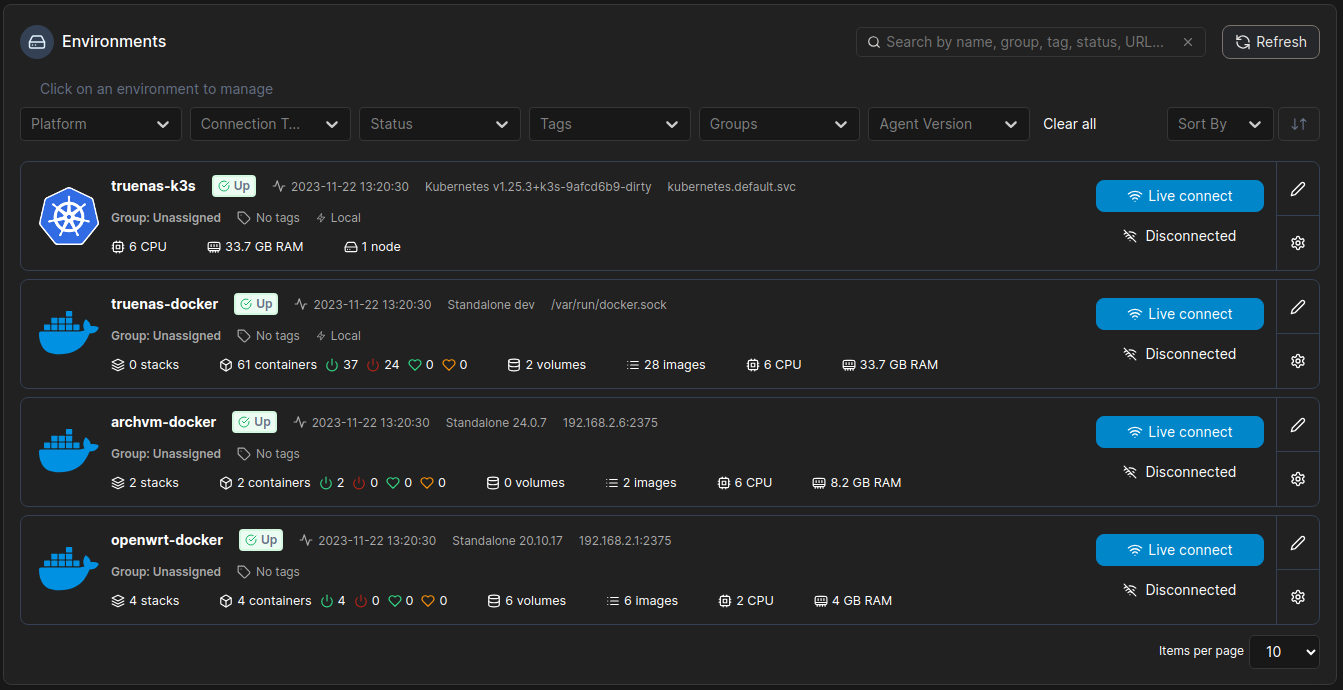 Environments
Search by name, group, tag, status, URL...
Refresh
Click on an environment to manage
Platform Connection T... Status Tags Groups Agent Version Clear all Sort By
truenas-k3s Up 2023-11-22 13:20:30 Kubernetes v1.25.3+k3s-9afcd6b9-dirty kubernetes.default.svc
Group: Unassigned No tags Local
6 CPU 33.7 GB RAM 1 node
Live connect
Disconnected
truenas-docker Up 2023-11-22 13:20:30 Standalone dev /var/run/docker.sock
Group: Unassigned No tags Local
0 stacks 61 containers 37 24 0 0 2 volumes 28 images 6 CPU 33.7 GB RAM
Live connect
Disconnected
archvm-docker Up 2023-11-22 13:20:30 Standalone 24.0.7 192.168.2.6:2375
Group: Unassigned No tags
2 stacks 2 containers 2 0 0 0 0 volumes 2 images 6 CPU 8.2 GB RAM
Live connect
Disconnected
openwrt-docker Up 2023-11-22 13:20:30 Standalone 20.10.17 192.168.2.1:2375
Group: Unassigned No tags
4 stacks 4 containers 4 0 0 0 6 volumes 6 images 2 CPU 4 GB RAM
Live connect
Disconnected
Items per page 10